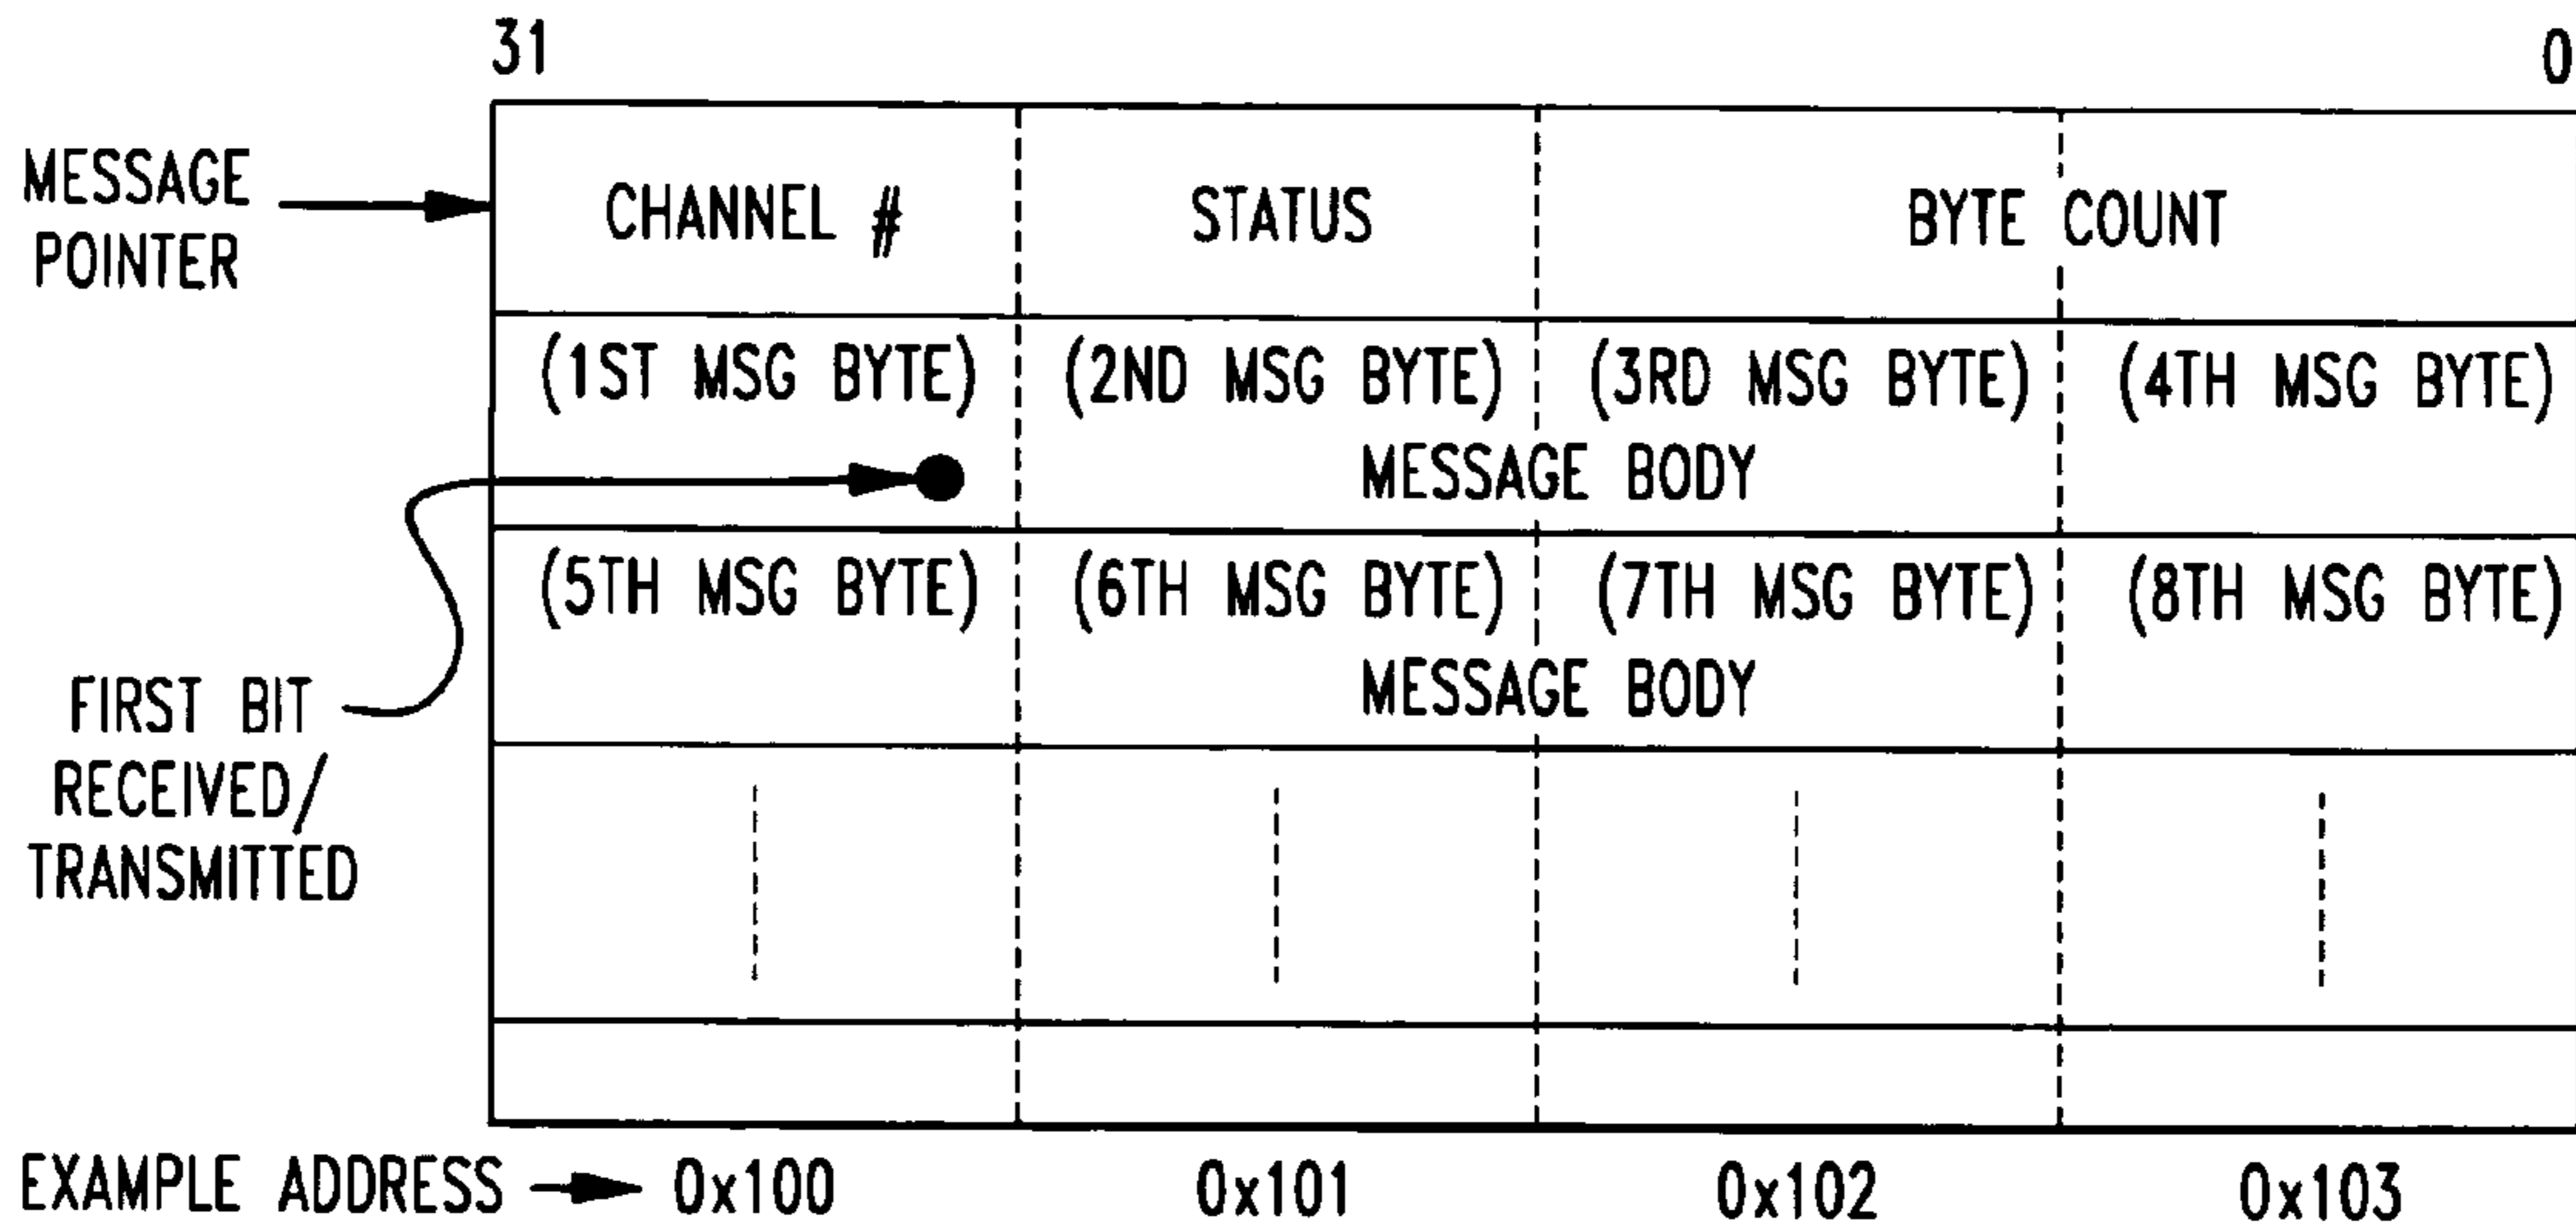 31 0
MESSAGE
POINTER
CHANNEL # STATUS BYTE COUNT
(1ST MSG BYTE) (2ND MSG BYTE) (3RD MSG BYTE) (4TH MSG BYTE)
MESSAGE BODY
(5TH MSG BYTE) (6TH MSG BYTE) (7TH MSG BYTE) (8TH MSG BYTE)
MESSAGE BODY
FIRST BIT
RECEIVED/
TRANSMITTED
EXAMPLE ADDRESS 0x100 0x101 0x102 0x103